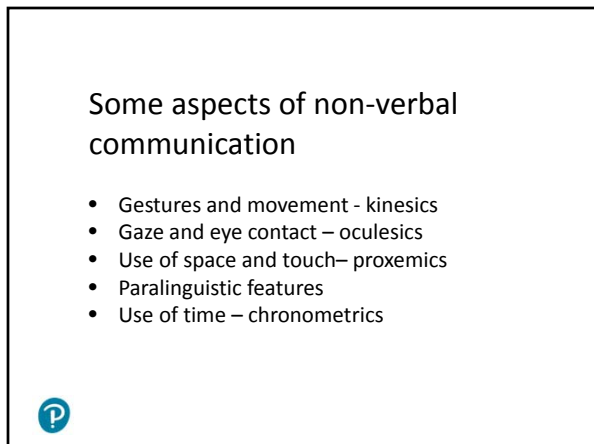 Some aspects of non-verbal
communication
• Gestures and movement - kinesics
• Gaze and eye contact – oculesics
• Use of space and touch– proxemics
• Paralinguistic features
• Use of time – chronometrics
P